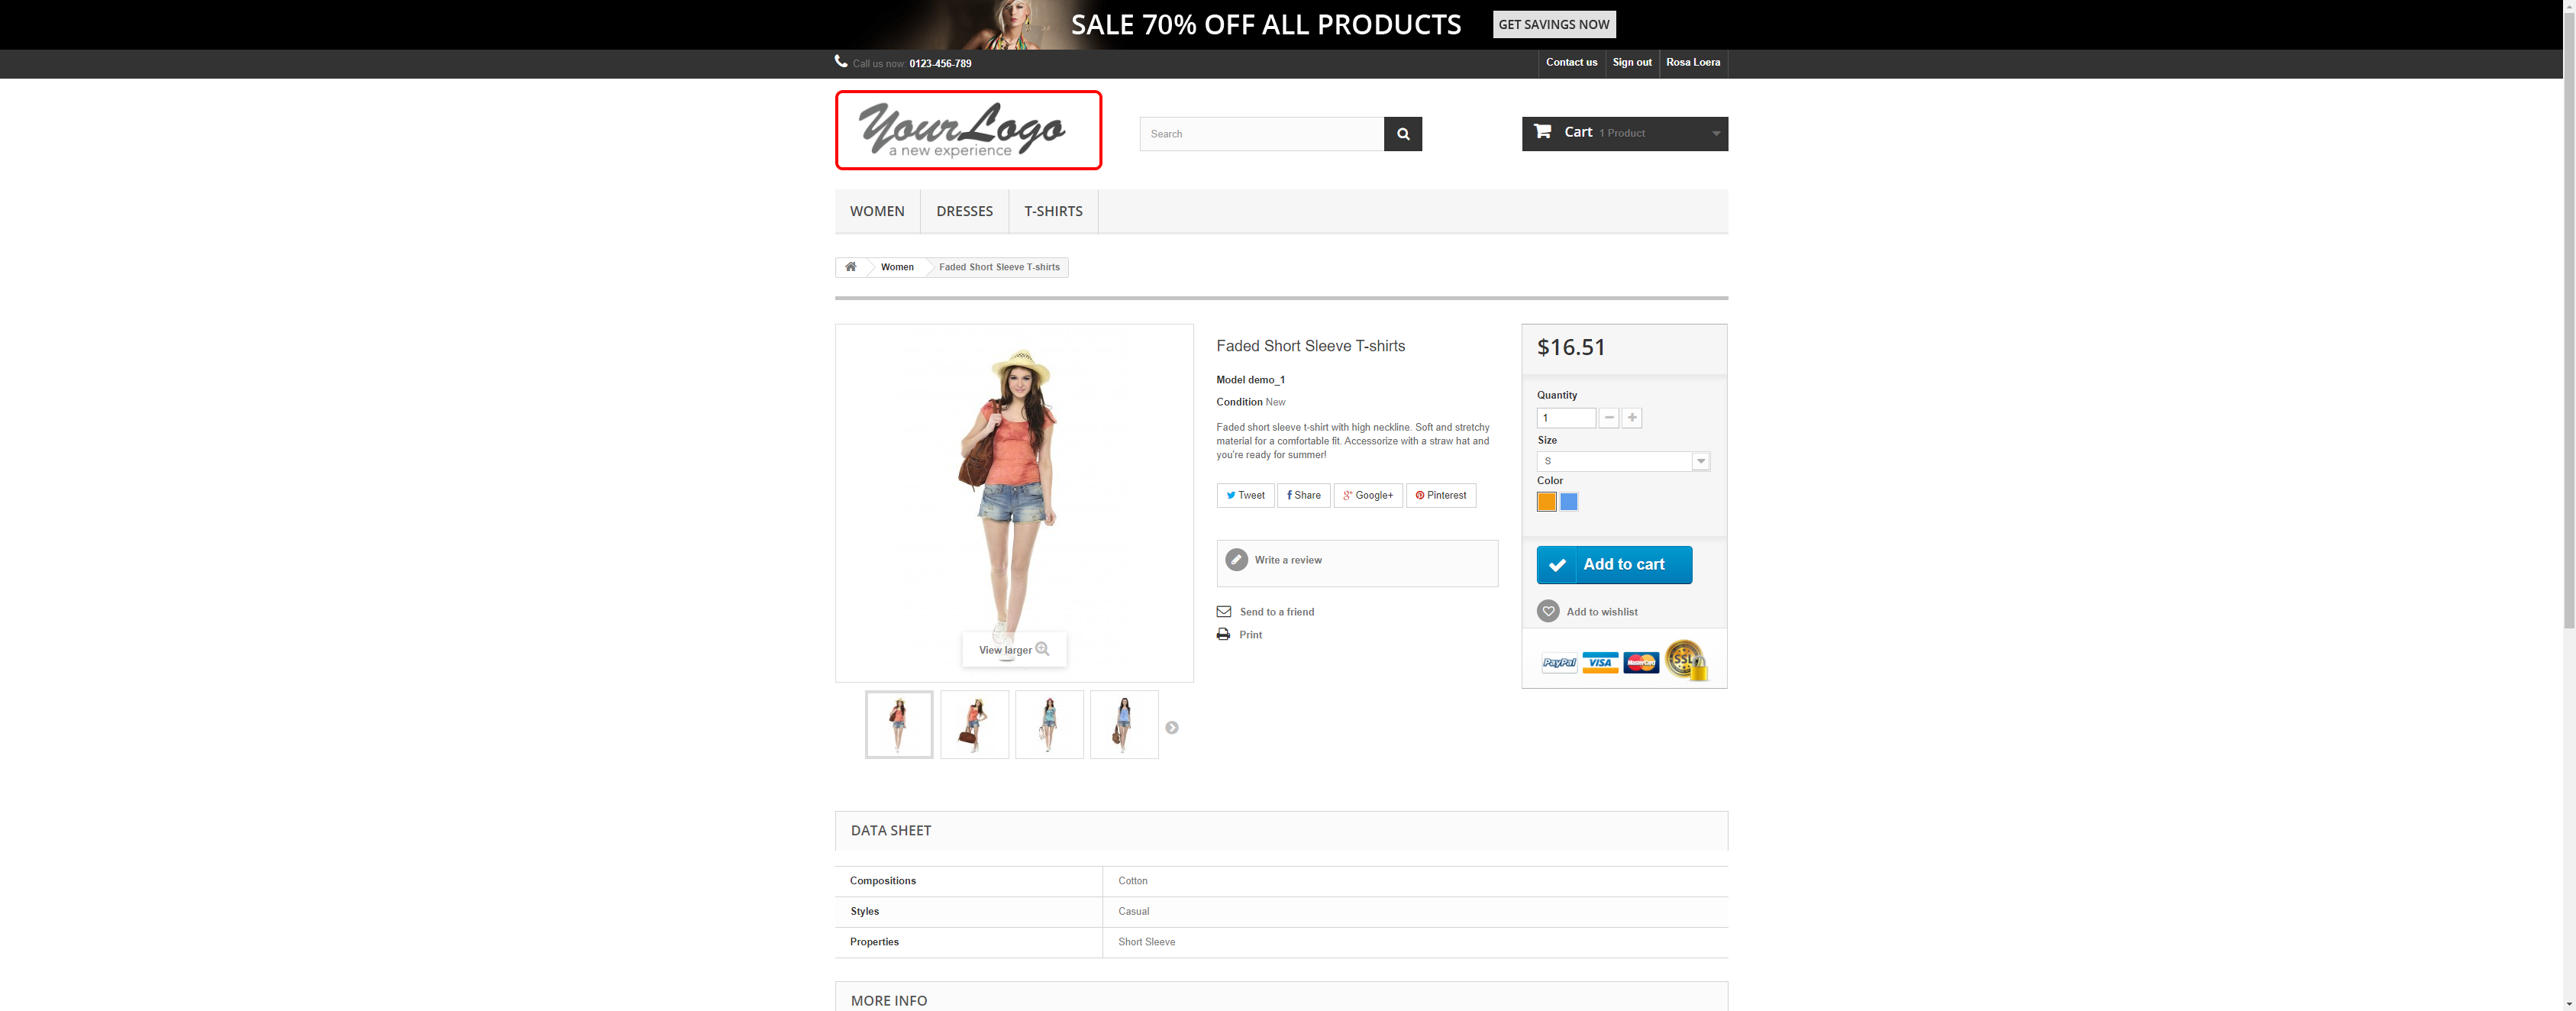 SALE 70% OFF ALL PRODUCTS GET SAVINGS NOW
Call us now: 0123-456-789 Contact us Sign out Rosa Loera
YourLogo
a new experience
Search
Cart 1 Product
WOMEN DRESSES T-SHIRTS
Women Faded Short Sleeve T-shirts
Faded Short Sleeve T-shirts
Model demo_1
Condition New
Faded short sleeve t-shirt with high neckline. Soft and stretchy
material for a comfortable fit. Accessorize with a straw hat and
you're ready for summer!
Tweet Share Google+ Pinterest
Write a review
Send to a friend
Print
View larger
$16.51
Quantity
1
Size
S
Color
Add to cart
Add to wishlist
PayPal VISA MasterCard SSL
DATA SHEET
Compositions Cotton
Styles Casual
Properties Short Sleeve
MORE INFO